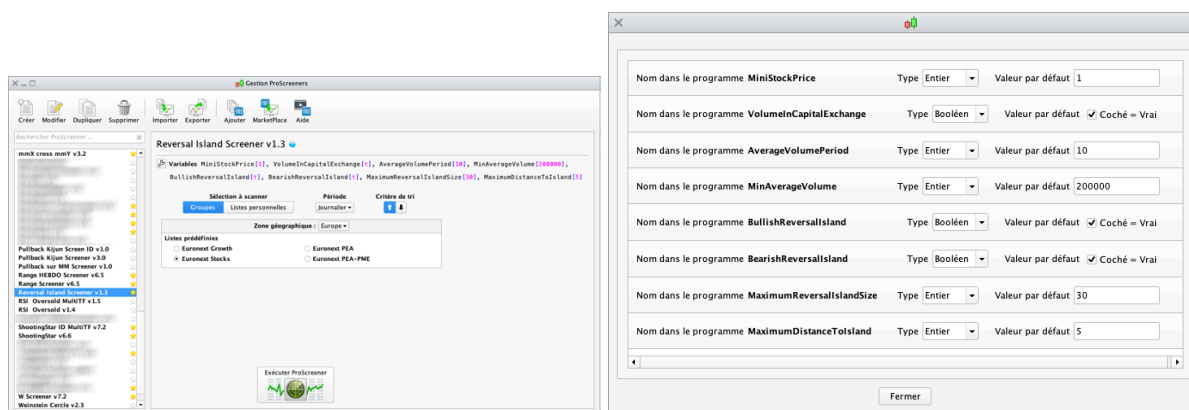 Gestion ProScreeners
Créer Modifier Dupliquer Supprimer Importer Exporter Ajouter MarketPlace Aide
Rechercher ProScreener ...
mmX cross mmY v3.2
Pullback Kijun Screen ID v1.0
Pullback Kijun Screener v3.0
Pullback sur MM Screener v1.0
Range HEBDO Screener v6.5
Range Screener v6.5
Reversal Island Screener v1.3
RSI Oversold MultiTF v1.5
RSI Oversold v1.4
ShootingStar ID MultiTF v7.2
ShootingStar v6.6
W Screener v7.2
Weinstein Cercle v2.3
Reversal Island Screener v1.3
Variables MiniStockPrice[1], VolumeInCapitalExchange[t], AverageVolumePeriod[10], MinAverageVolume[200000],
BullishReversalIsland[t], BearishReversalIsland[t], MaximumReversalIslandSize[30], MaximumDistanceToIsland[5]
Sélection à scanner Période Critère de tri
Groupes Listes personnelles Journalier
Zone géographique : Europe
Listes prédéfinies
Euronext Growth Euronext PEA
Euronext Stocks Euronext PEA-PME
Exécuter ProScreener
Nom dans le programme MiniStockPrice Type Entier Valeur par défaut 1
Nom dans le programme VolumeInCapitalExchange Type Booléen Valeur par défaut Coché = Vrai
Nom dans le programme AverageVolumePeriod Type Entier Valeur par défaut 10
Nom dans le programme MinAverageVolume Type Entier Valeur par défaut 200000
Nom dans le programme BullishReversalIsland Type Booléen Valeur par défaut Coché = Vrai
Nom dans le programme BearishReversalIsland Type Booléen Valeur par défaut Coché = Vrai
Nom dans le programme MaximumReversalIslandSize Type Entier Valeur par défaut 30
Nom dans le programme MaximumDistanceToIsland Type Entier Valeur par défaut 5
Fermer